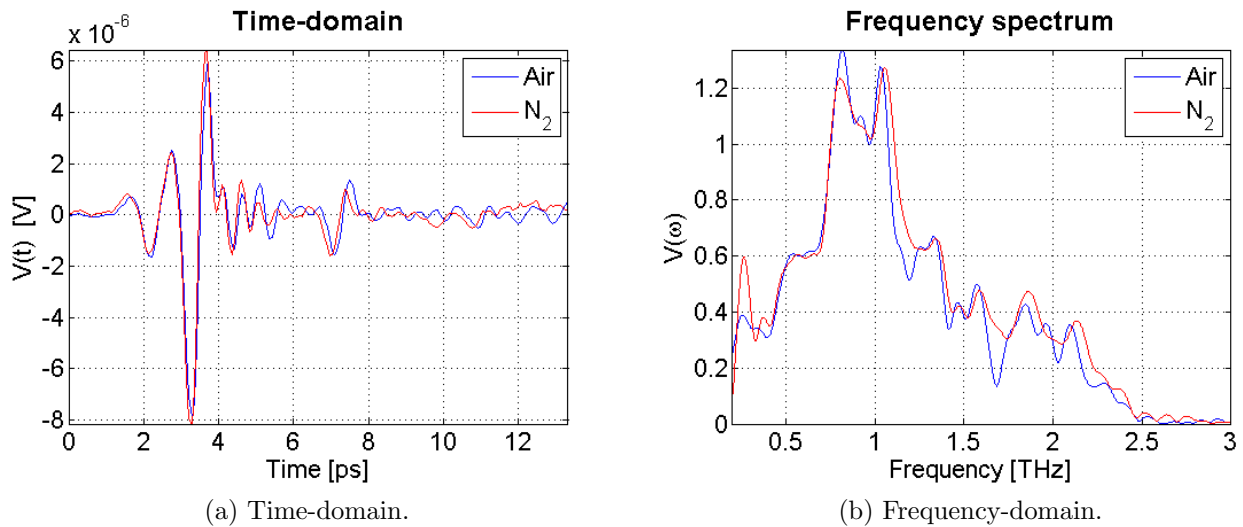 Time-domain
x 10^-6
6
4
2
0
-2
-4
-6
-8
0 2 4 6 8 10 12
V(t) [V]
Time [ps]
Air
N_2
(a) Time-domain.
Frequency spectrum
1.2
1
0.8
0.6
0.4
0.2
0
0.5 1 1.5 2 2.5 3
V(ω)
Frequency [THz]
Air
N_2
(b) Frequency-domain.